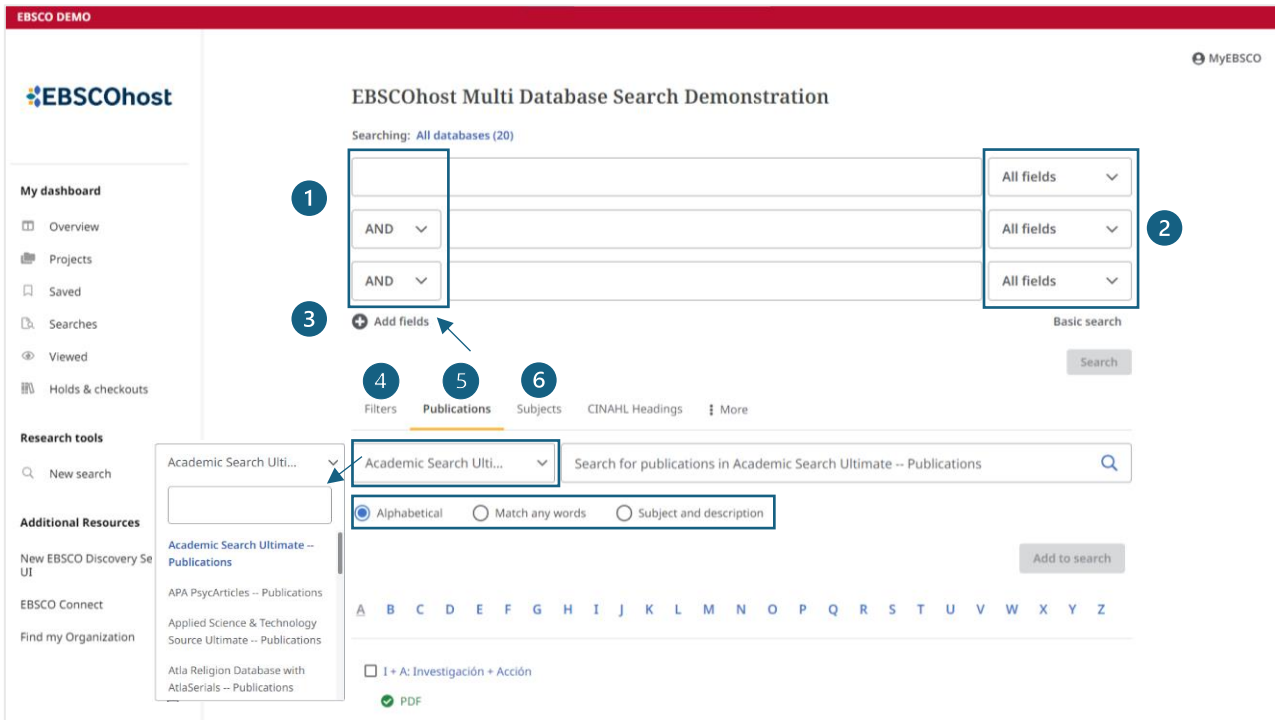 EBSCO DEMO
MyEBSCO
EBSCOhost
EBSCOhost Multi Database Search Demonstration
Searching: All databases (20)
All fields
1
My dashboard
Overview
AND
All fields
2
Projects
AND
All fields
Saved
3
Add fields
Basic search
Searches
Viewed
Search
Holds & checkouts
4
5
6
Filters
Publications
Subjects
CINAHL Headings
More
Research tools
New search
Academic Search Ulti...
Academic Search Ulti...
Search for publications in Academic Search Ultimate -- Publications
Alphabetical
Match any words
Subject and description
Additional Resources
New EBSCO Discovery Se
UI
EBSCO Connect
Find my Organization
Academic Search Ultimate --
Publications
APA PsycArticles -- Publications
Applied Science & Technology
Source Ultimate -- Publications
Atla Religion Database with
AtlaSerials -- Publications
Add to search
A B C D E F G H I J K L M N O P Q R S T U V W X Y Z
I + A: Investigación + Acción
PDF